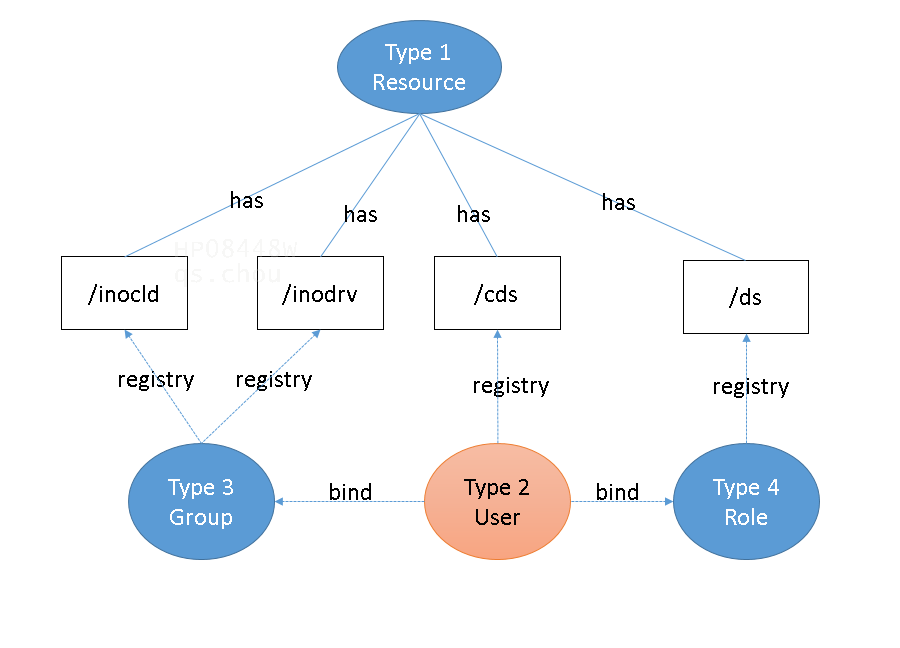 Type 1
Resource
has
has
has
has
HP08448W
qs.chou
/inocld
/inodrv
/cds
/ds
registry
registry
registry
registry
Type 3
Group
bind
Type 2
User
bind
Type 4
Role